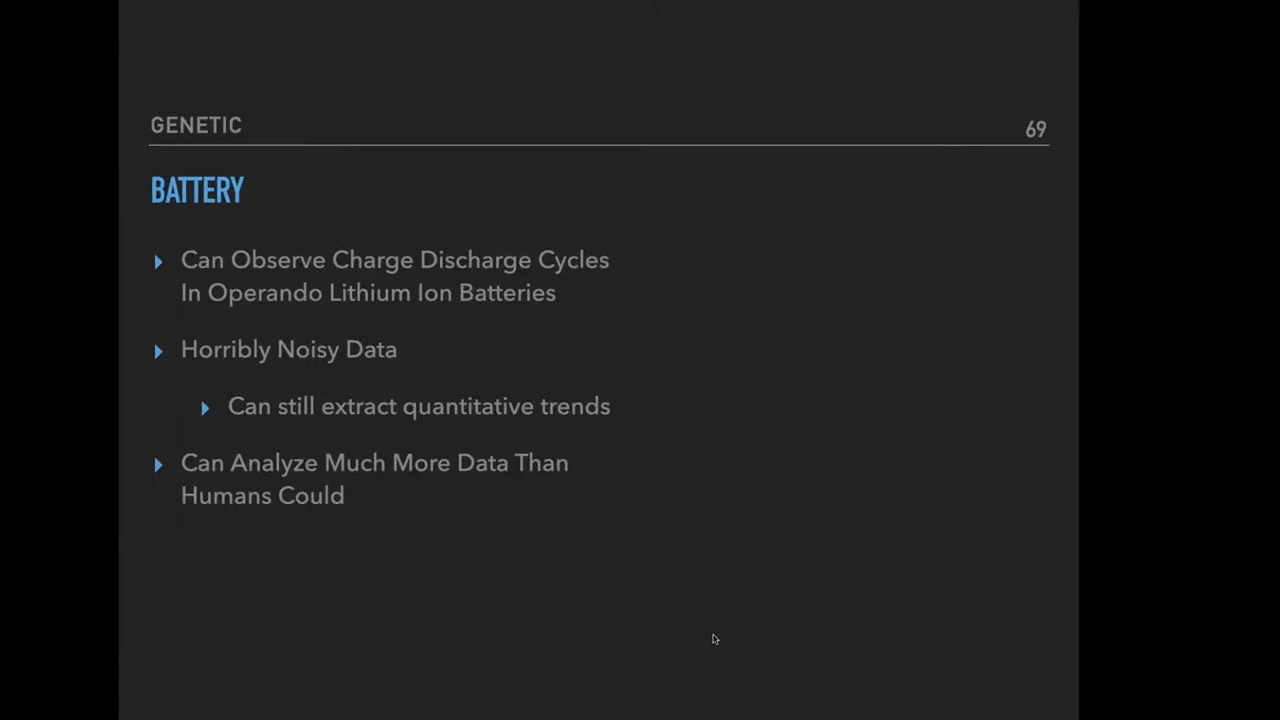 GENETIC
69
BATTERY
Can Observe Charge Discharge Cycles
In Operando Lithium Ion Batteries
Horribly Noisy Data
Can still extract quantitative trends
Can Analyze Much More Data Than
Humans Could